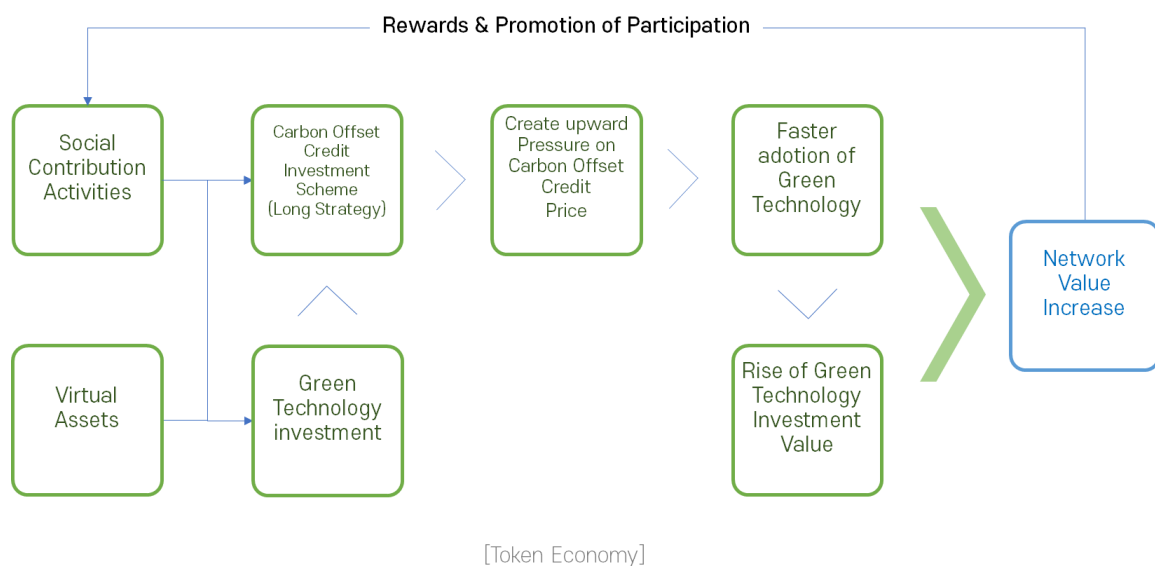 Rewards & Promotion of Participation
Social
Contribution
Activities
Carbon Offset
Credit
Investment
Scheme
(Long Strategy)
Create upward
Pressure on
Carbon Offset
Credit
Price
Faster
adotion of
Green
Technology
Network
Value
Increase
Virtual
Assets
Green
Technology
investment
Rise of Green
Technology
Investment
Value
[Token Economy]